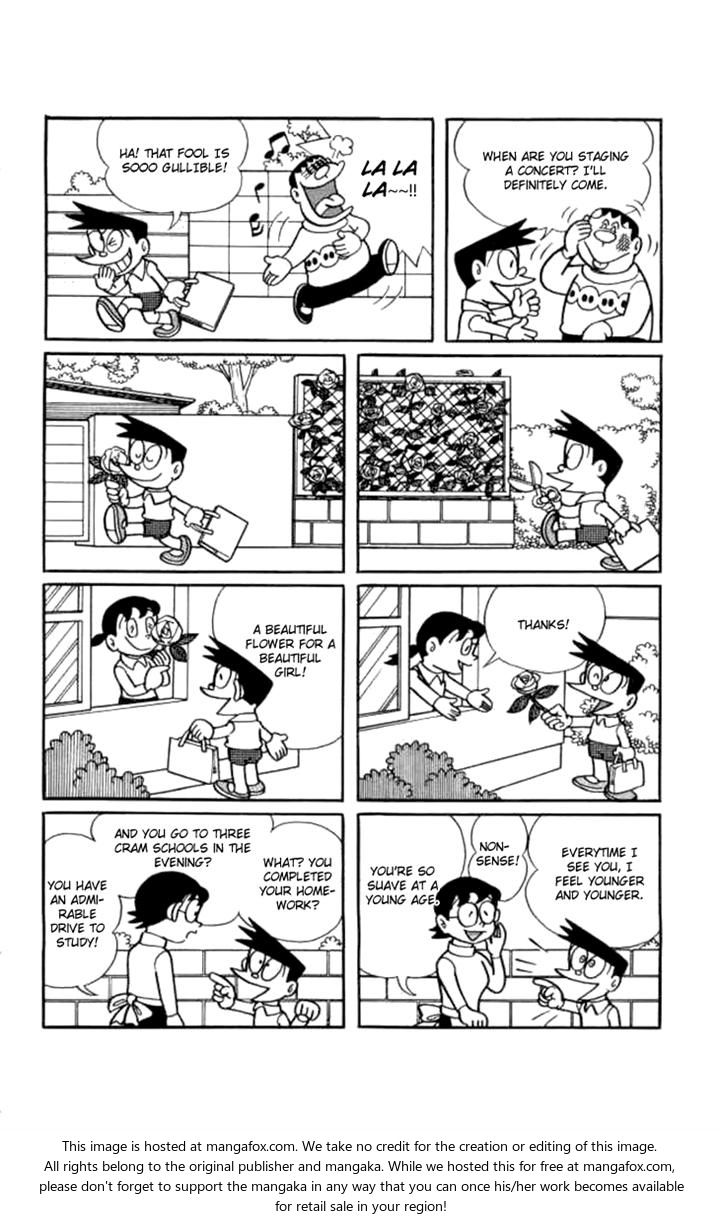 WHEN ARE YOU STAGING
A CONCERT? I'LL
DEFINITELY COME.
LA LA
LA~~!!
HA! THAT FOOL IS
SOOO GULLIBLE!
THANKS!
A BEAUTIFUL
FLOWER FOR A
BEAUTIFUL
GIRL!
EVERYTIME I
SEE YOU, I
FEEL YOUNGER
AND YOUNGER.
NON-
SENSE!
YOU'RE SO
SUAVE AT A
YOUNG AGE.
WHAT? YOU
COMPLETED
YOUR HOME-
WORK?
AND YOU GO TO THREE
CRAM SCHOOLS IN THE
EVENING?
YOU HAVE
AN ADMI-
RABLE
DRIVE TO
STUDY!
This image is hosted at mangafox.com. We take no credit for the creation or editing of this image.
All rights belong to the original publisher and mangaka. While we hosted this for free at mangafox.com,
please don't forget to support the mangaka in any way that you can once his/her work becomes available
for retail sale in your region!